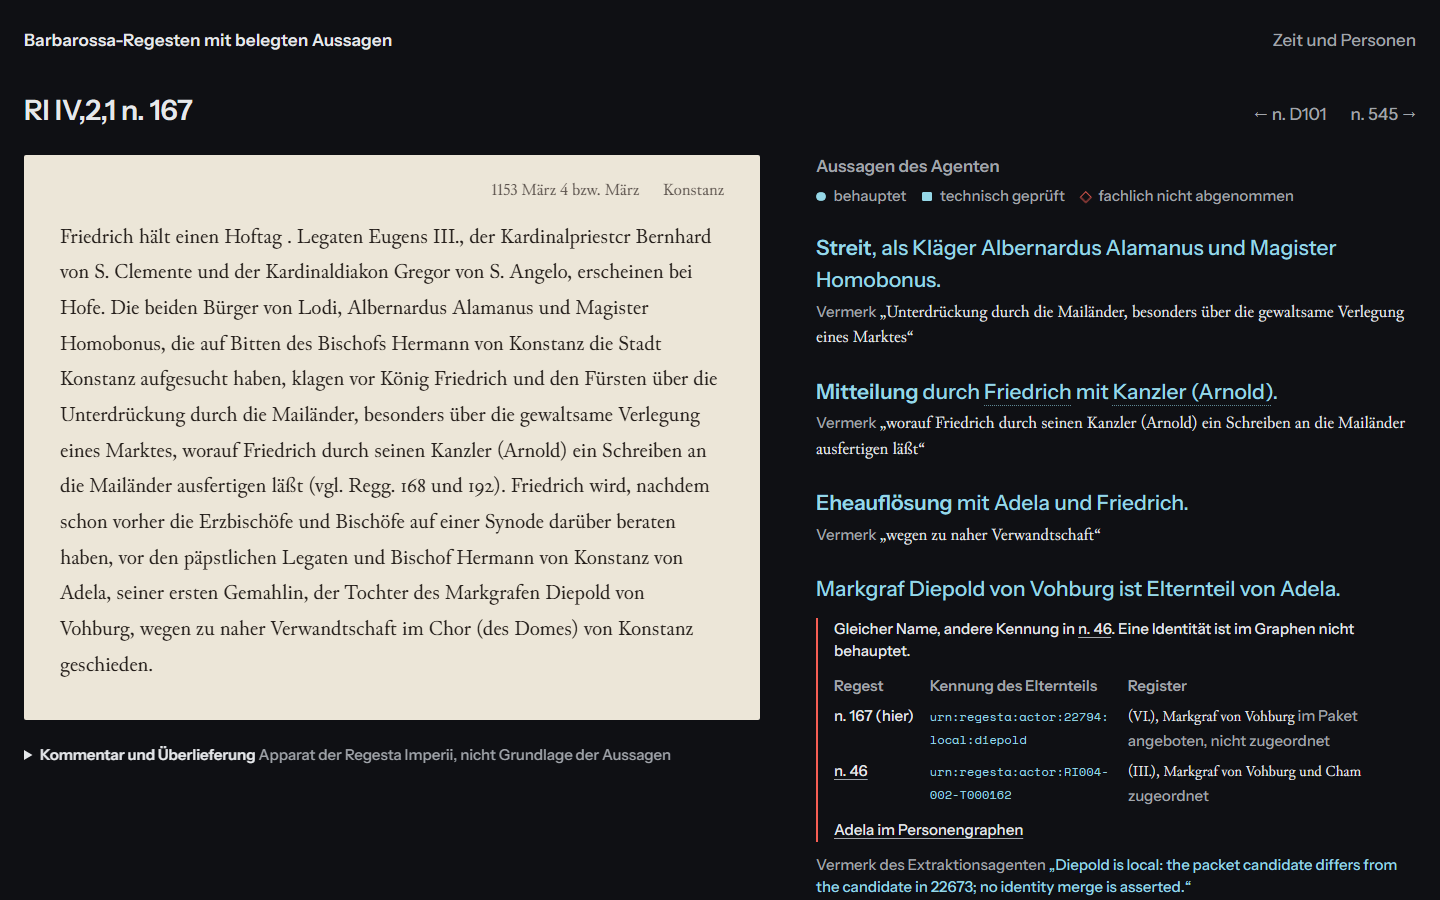 Barbarossa-Regesten mit belegten Aussagen
Zeit und Personen
RI IV,2,1 n. 167
← n. D101 n. 545 →
1153 März 4 bzw. März Konstanz
Friedrich hält einen Hoftag . Legaten Eugens III., der Kardinalpriestcr Bernhard
von S. Clemente und der Kardinaldiakon Gregor von S. Angelo, erscheinen bei
Hofe. Die beiden Bürger von Lodi, Albernardus Alamanus und Magister
Homobonus, die auf Bitten des Bischofs Hermann von Konstanz die Stadt
Konstanz aufgesucht haben, klagen vor König Friedrich und den Fürsten über die
Unterdrückung durch die Mailänder, besonders über die gewaltsame Verlegung
eines Marktes, worauf Friedrich durch seinen Kanzler (Arnold) ein Schreiben an
die Mailänder ausfertigen läßt (vgl. Regg. 168 und 192). Friedrich wird, nachdem
schon vorher die Erzbischöfe und Bischöfe auf einer Synode darüber beraten
haben, vor den päpstlichen Legaten und Bischof Hermann von Konstanz von
Adela, seiner ersten Gemahlin, der Tochter des Markgrafen Diepold von
Vohburg, wegen zu naher Verwandtschaft im Chor (des Domes) von Konstanz
geschieden.
▶ Kommentar und Überlieferung Apparat der Regesta Imperii, nicht Grundlage der Aussagen
Aussagen des Agenten
behauptet technisch geprüft fachlich nicht abgenommen
Streit, als Kläger Albernardus Alamanus und Magister
Homobonus.
Vermerk „Unterdrückung durch die Mailänder, besonders über die gewaltsame Verlegung
eines Marktes“
Mitteilung durch Friedrich mit Kanzler (Arnold).
Vermerk „worauf Friedrich durch seinen Kanzler (Arnold) ein Schreiben an die Mailänder
ausfertigen läßt“
Eheauflösung mit Adela und Friedrich.
Vermerk „wegen zu naher Verwandtschaft“
Markgraf Diepold von Vohburg ist Elternteil von Adela.
Gleicher Name, andere Kennung in n. 46. Eine Identität ist im Graphen nicht
behauptet.
Regest Kennung des Elternteils Register
n. 167 (hier) urn:regesta:actor:22794: (VI.), Markgraf von Vohburg im Paket
local:diepold angeboten, nicht zugeordnet
n. 46 urn:regesta:actor:RI004- (III.), Markgraf von Vohburg und Cham
002-T000162 zugeordnet
Adela im Personengraphen
Vermerk des Extraktionsagenten „Diepold is local: the packet candidate differs from
the candidate in 22673; no identity merge is asserted.“